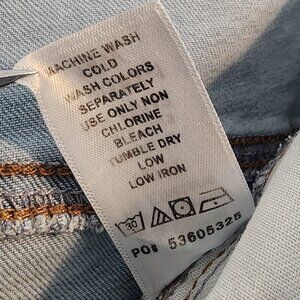 MACHINE WASH
COLD
WASH COLORS
SEPARATELY
USE ONLY NON
CHLORINE
BLEACH
TUMBLE DRY
LOW
LOW IRON
30
PO# 53605325